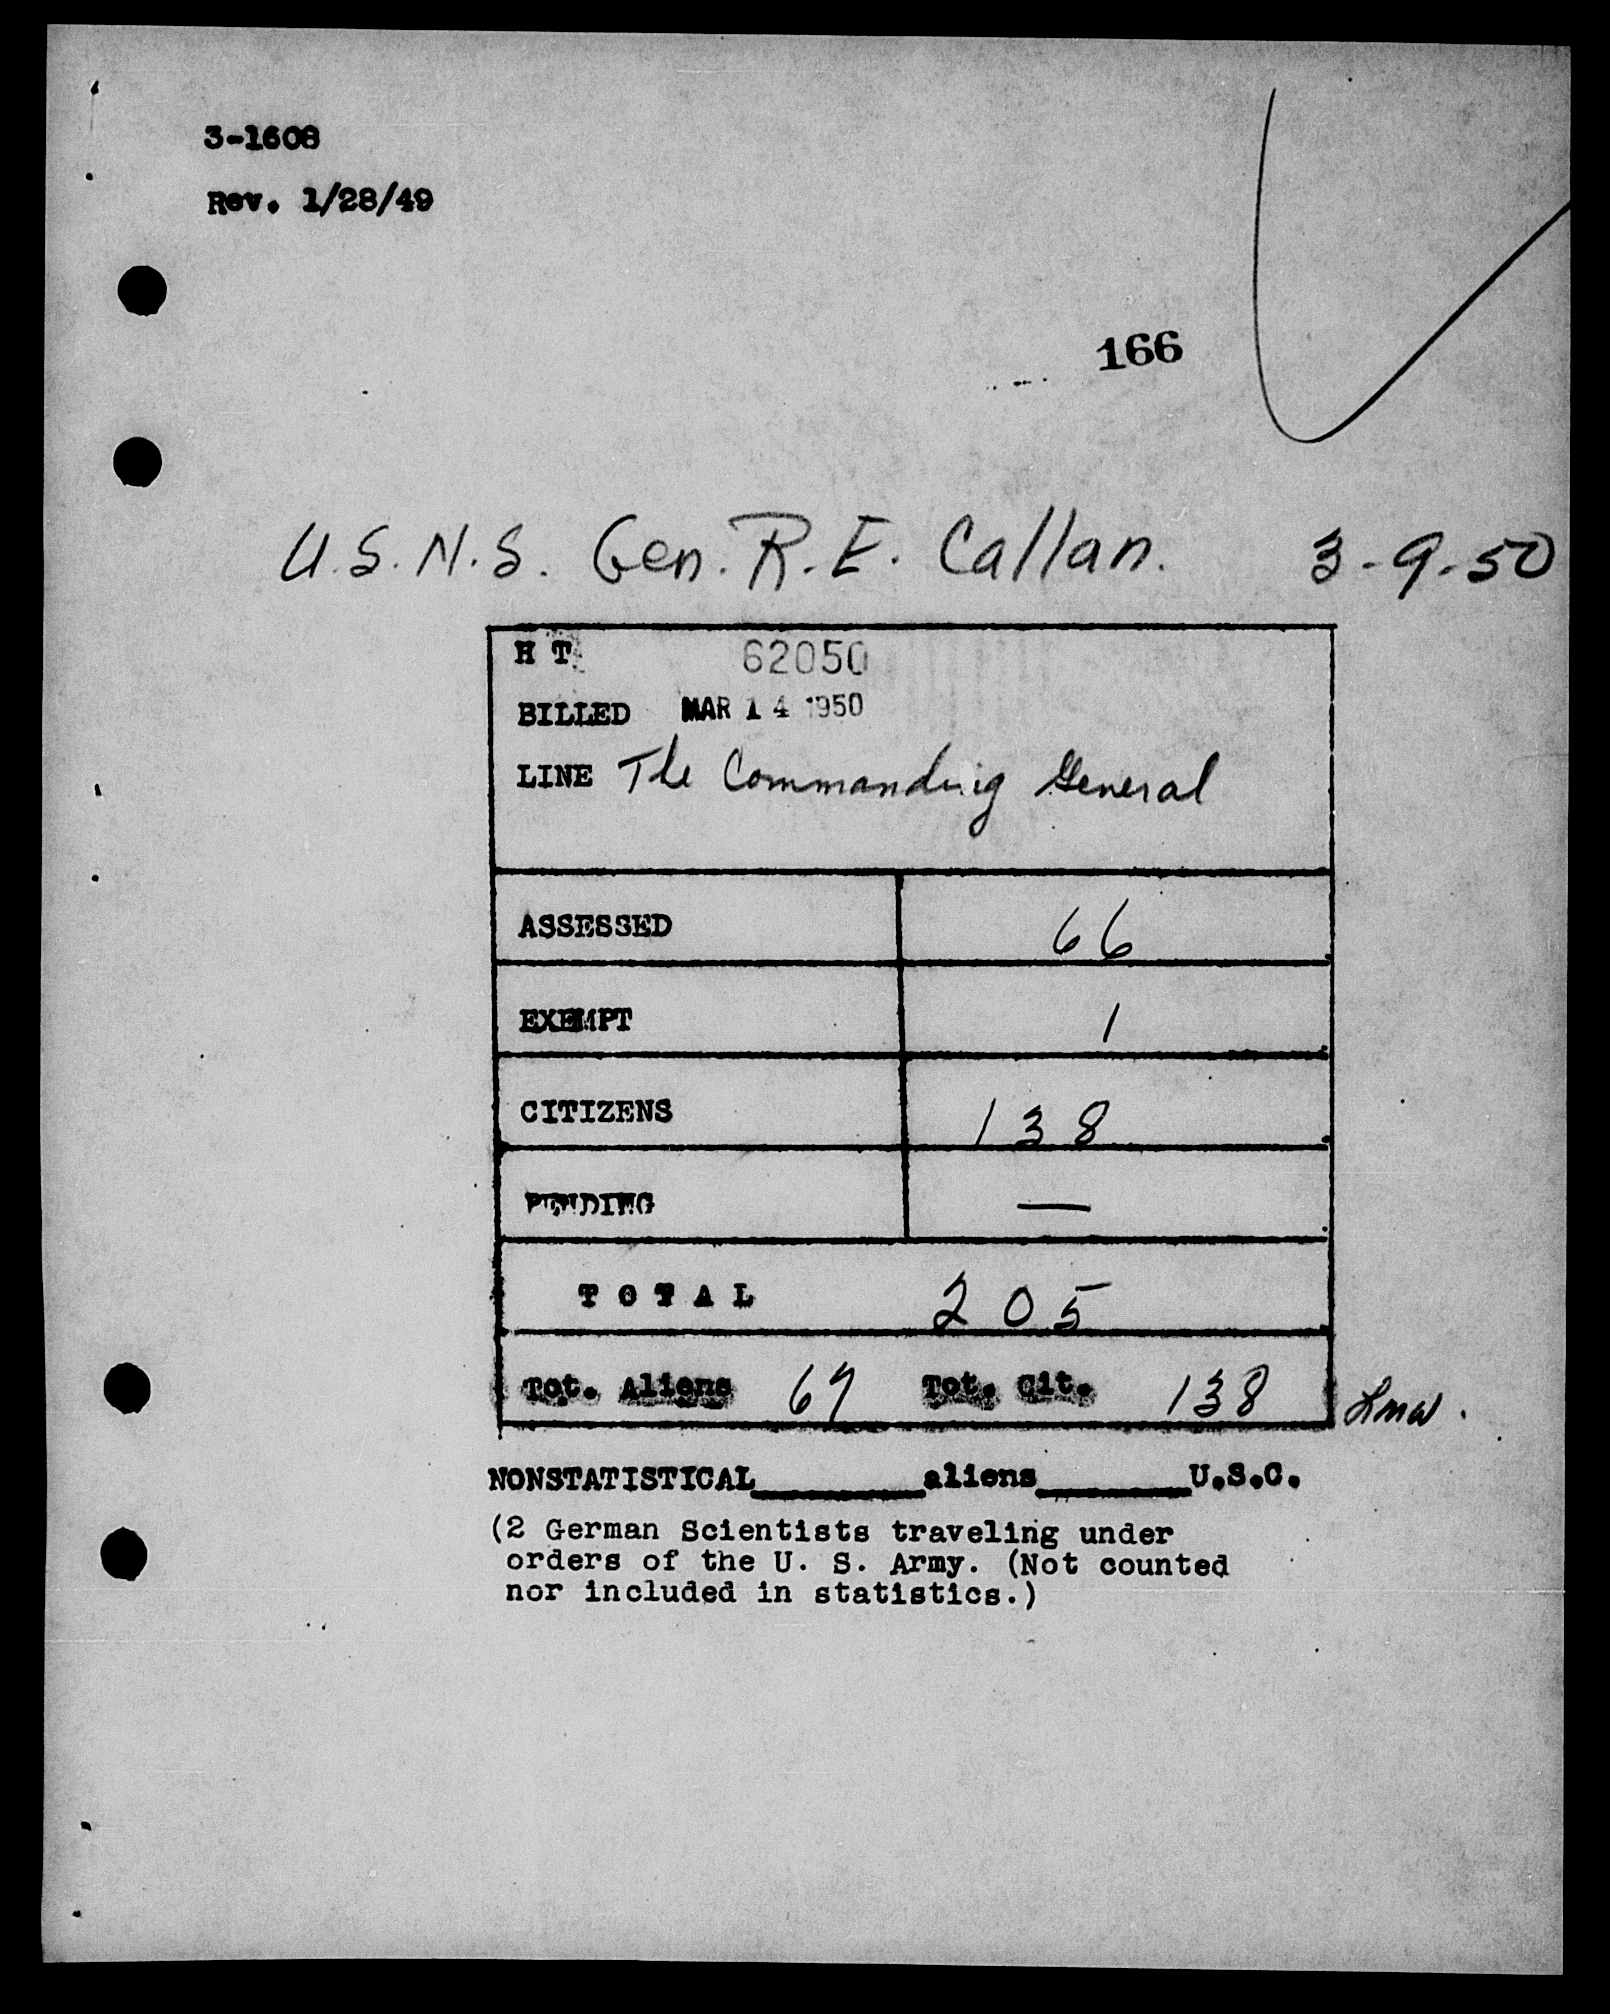 3-1608
Rev. 1/28/49
166
U.S.N.S. Gen. R.E. Callan. 3-9-50
H T 62050
BILLED MAR 14 1950
LINE The Commanding General
ASSESSED 66
EXEMPT 1
CITIZENS 138
PENDING —
T O T A L 205
Tot. Aliens 67 Tot. Cit. 138
NONSTATISTICAL________aliens________U.S.C.
(2 German Scientists traveling under
orders of the U. S. Army. (Not counted
nor included in statistics.)